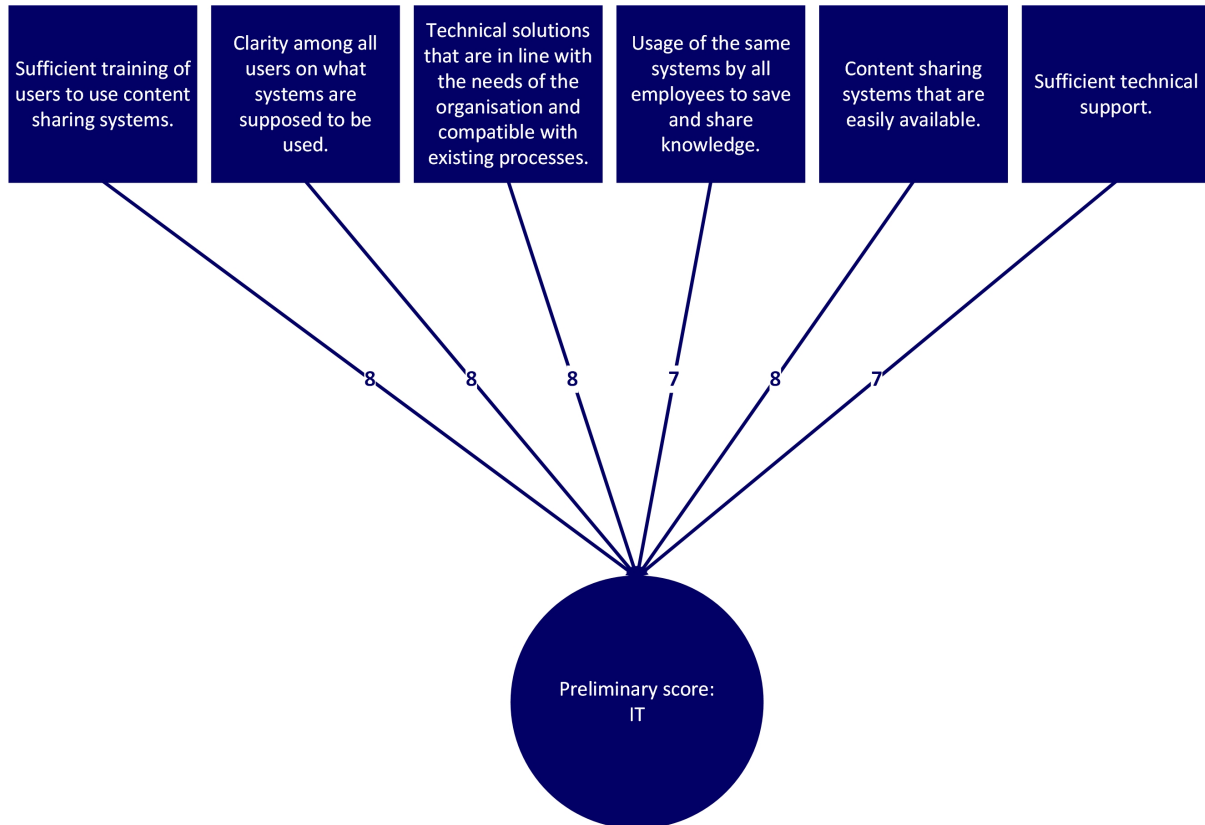 Sufficient training of
users to use content
sharing systems.
Clarity among all
users on what
systems are
supposed to be
used.
Technical solutions
that are in line with
the needs of the
organisation and
compatible with
existing processes.
Usage of the same
systems by all
employees to save
and share
knowledge.
Content sharing
systems that are
easily available.
Sufficient technical
support.
8
8
8
7
8
7
Preliminary score:
IT